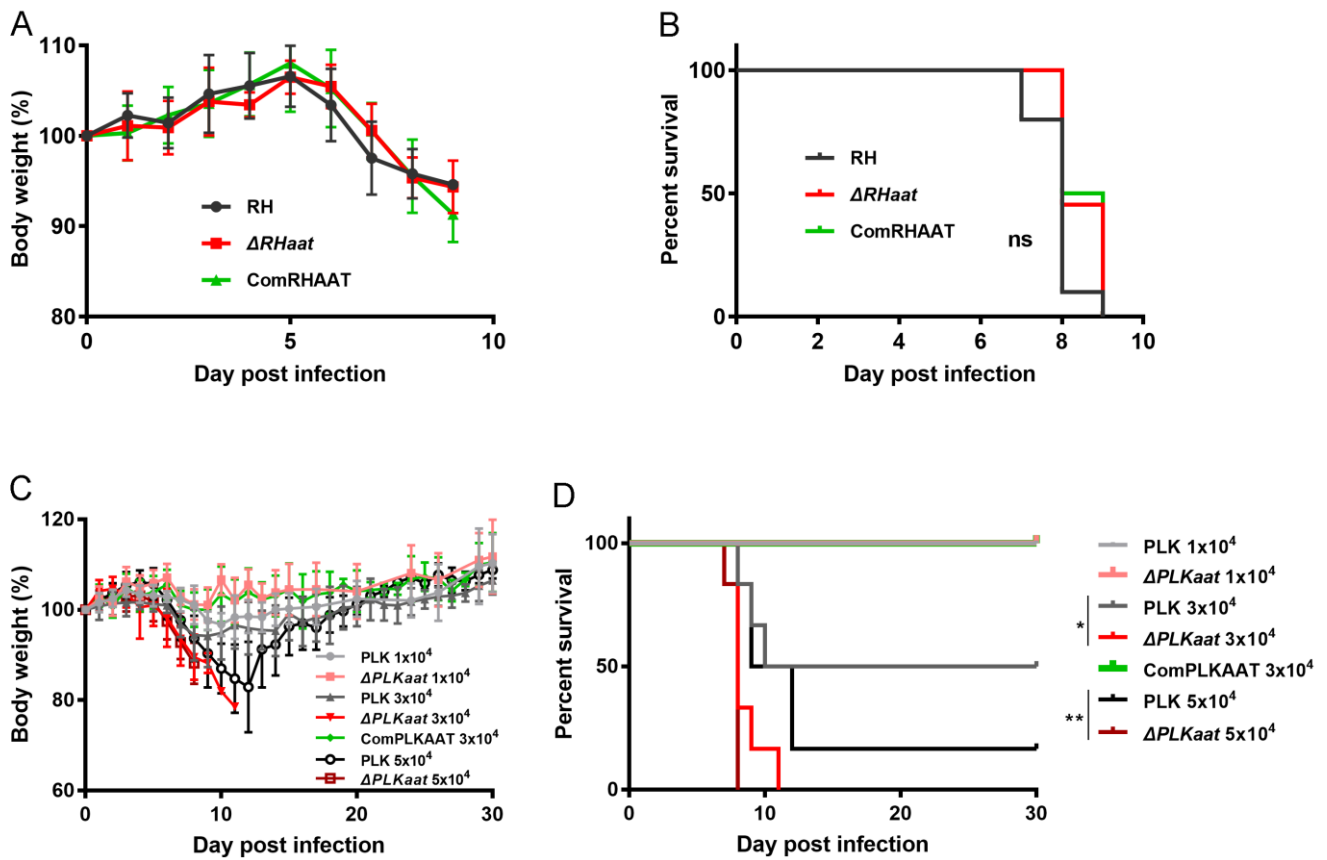 A
Body weight (%)
110
100
90
80
0
5
10
Day post infection
RH
ΔRHaat
ComRHAAT
B
Percent survival
100
50
0
0
2
4
6
8
10
Day post infection
RH
ΔRHaat
ComRHAAT
ns
C
Body weight (%)
120
100
80
60
0
10
20
30
Day post infection
PLK 1x10⁴
ΔPLKaat 1x10⁴
PLK 3x10⁴
ΔPLKaat 3x10⁴
ComPLKAAT 3x10⁴
PLK 5x10⁴
ΔPLKaat 5x10⁴
D
Percent survival
100
50
0
0
10
20
30
Day post infection
PLK 1x10⁴
ΔPLKaat 1x10⁴
PLK 3x10⁴
*
ΔPLKaat 3x10⁴
ComPLKAAT 3x10⁴
PLK 5x10⁴
**
ΔPLKaat 5x10⁴